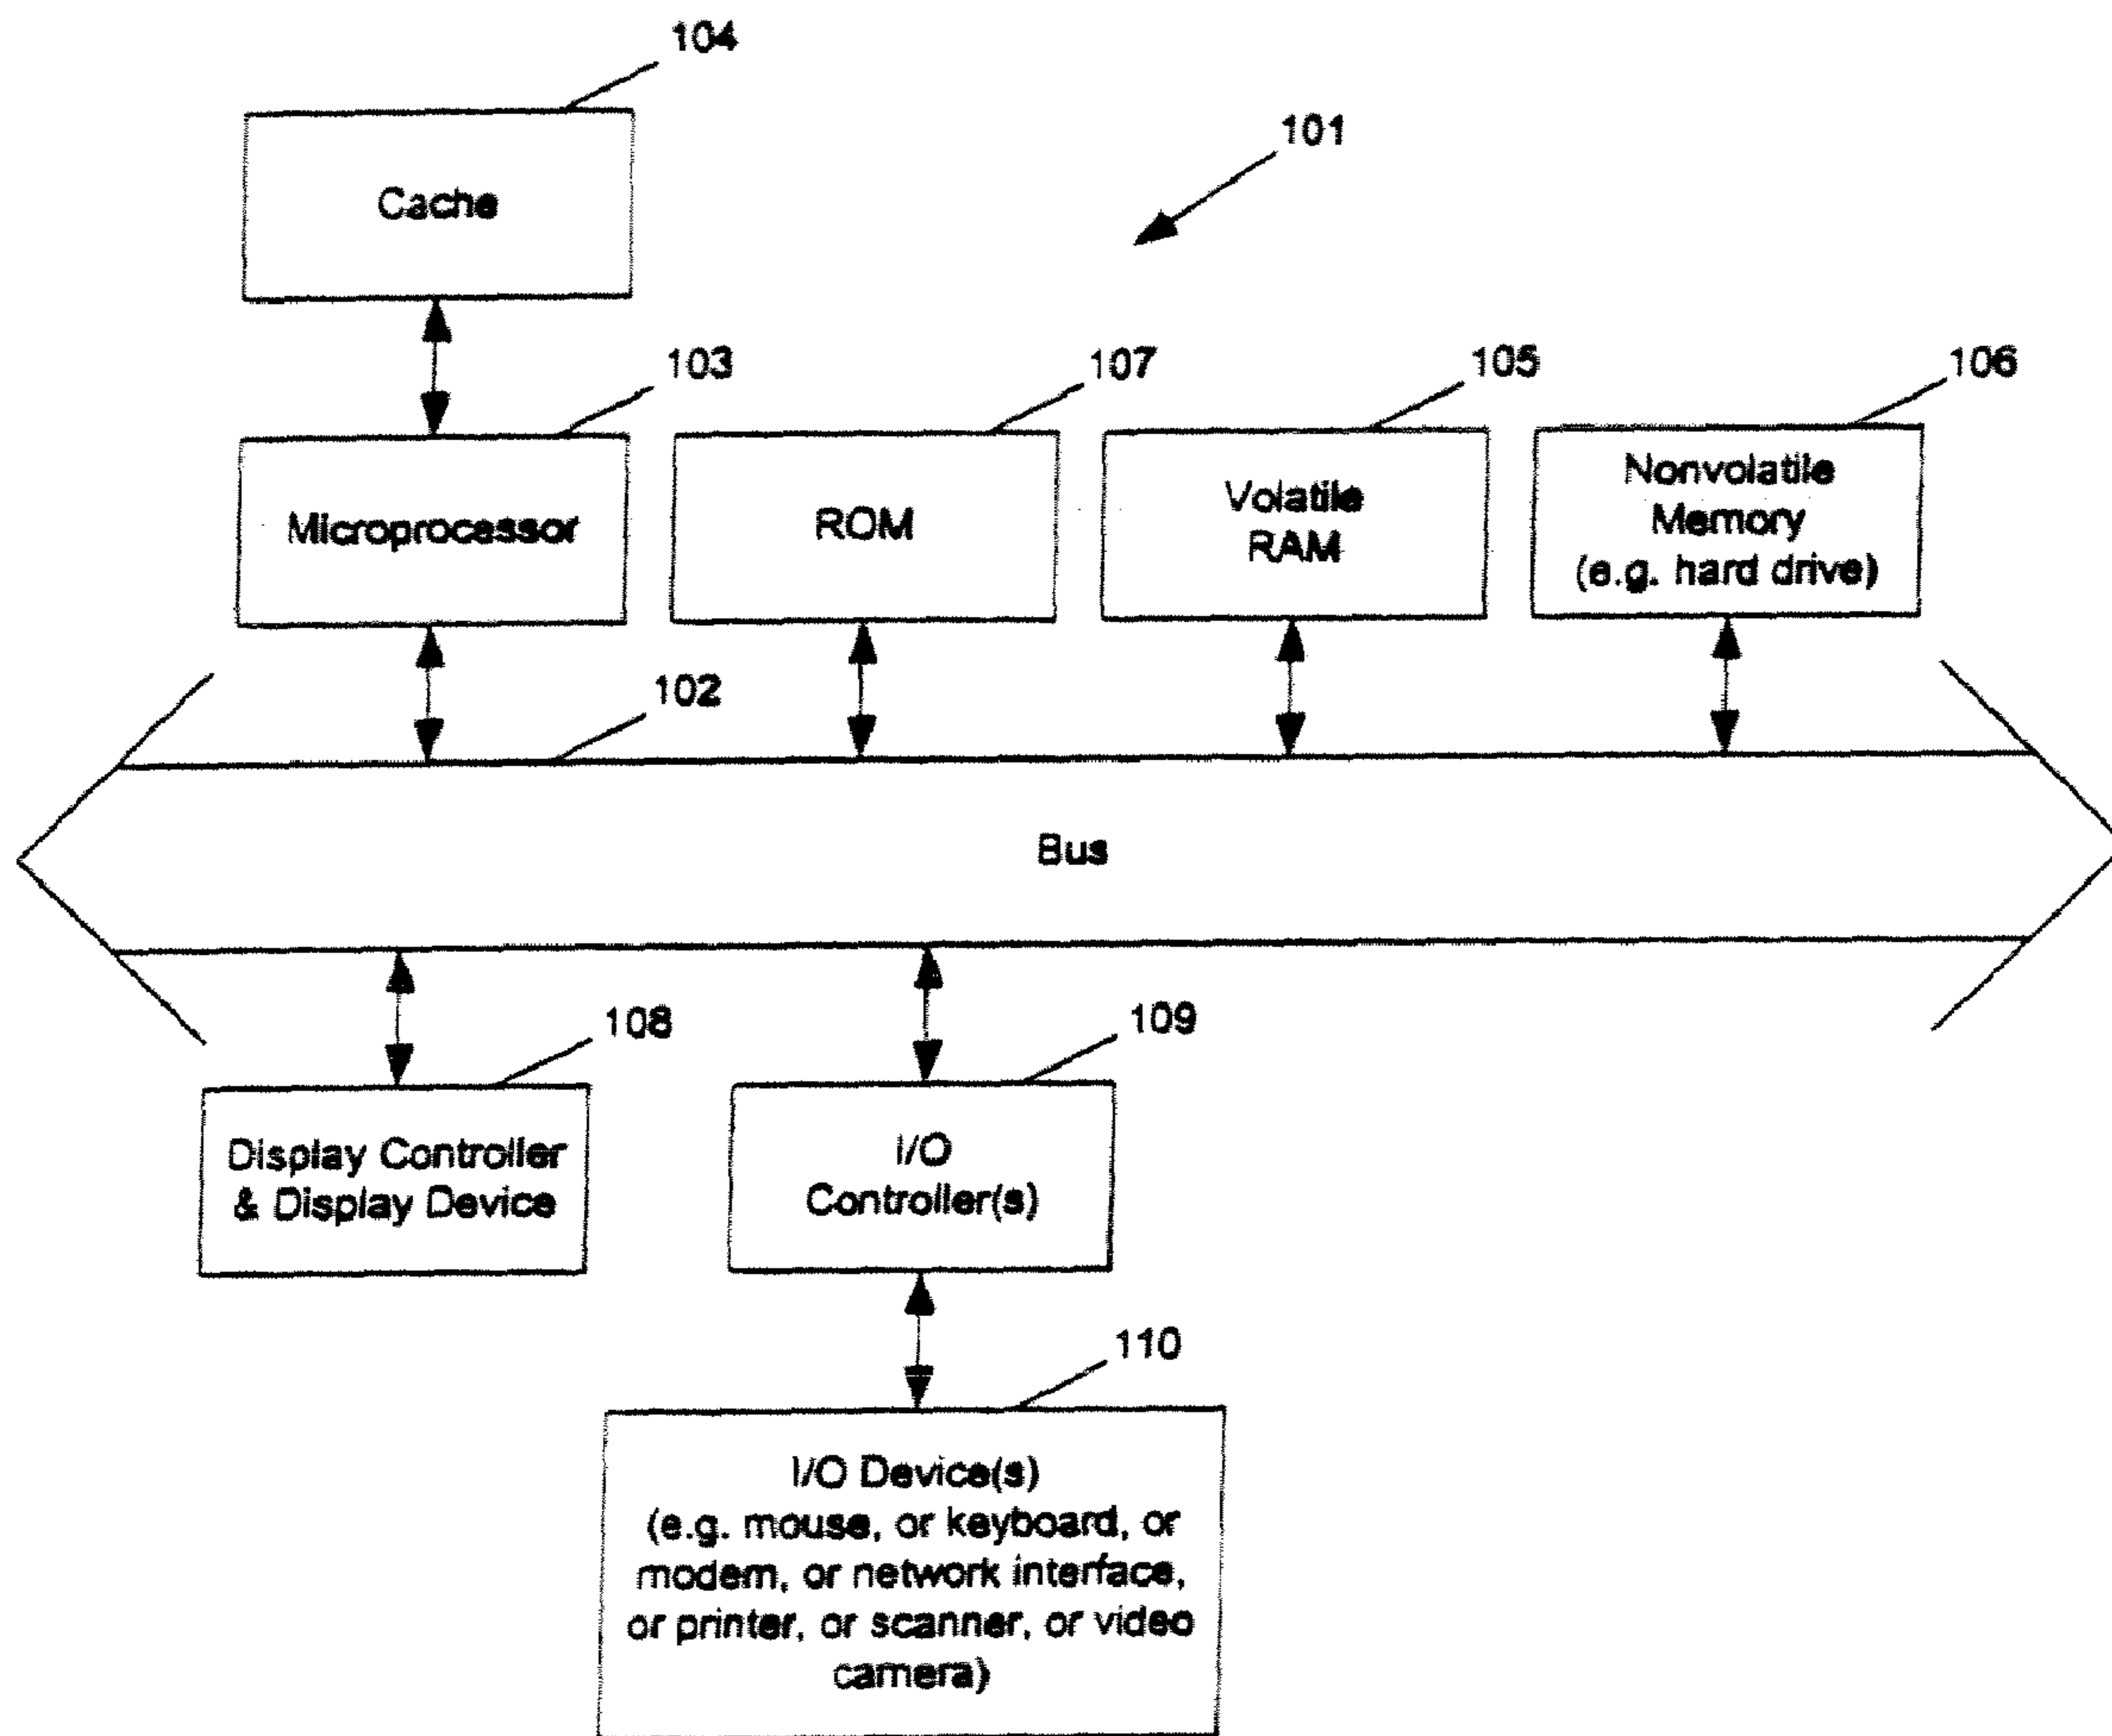 104
101
Cache
103
107
105
106
Microprocessor
ROM
Volatile
RAM
Nonvolatile
Memory
(e.g. hard drive)
102
Bus
108
109
Display Controller
& Display Device
I/O
Controller(s)
110
I/O Device(s)
(e.g. mouse, or keyboard, or
modem, or network interface,
or printer, or scanner, or video
camera)